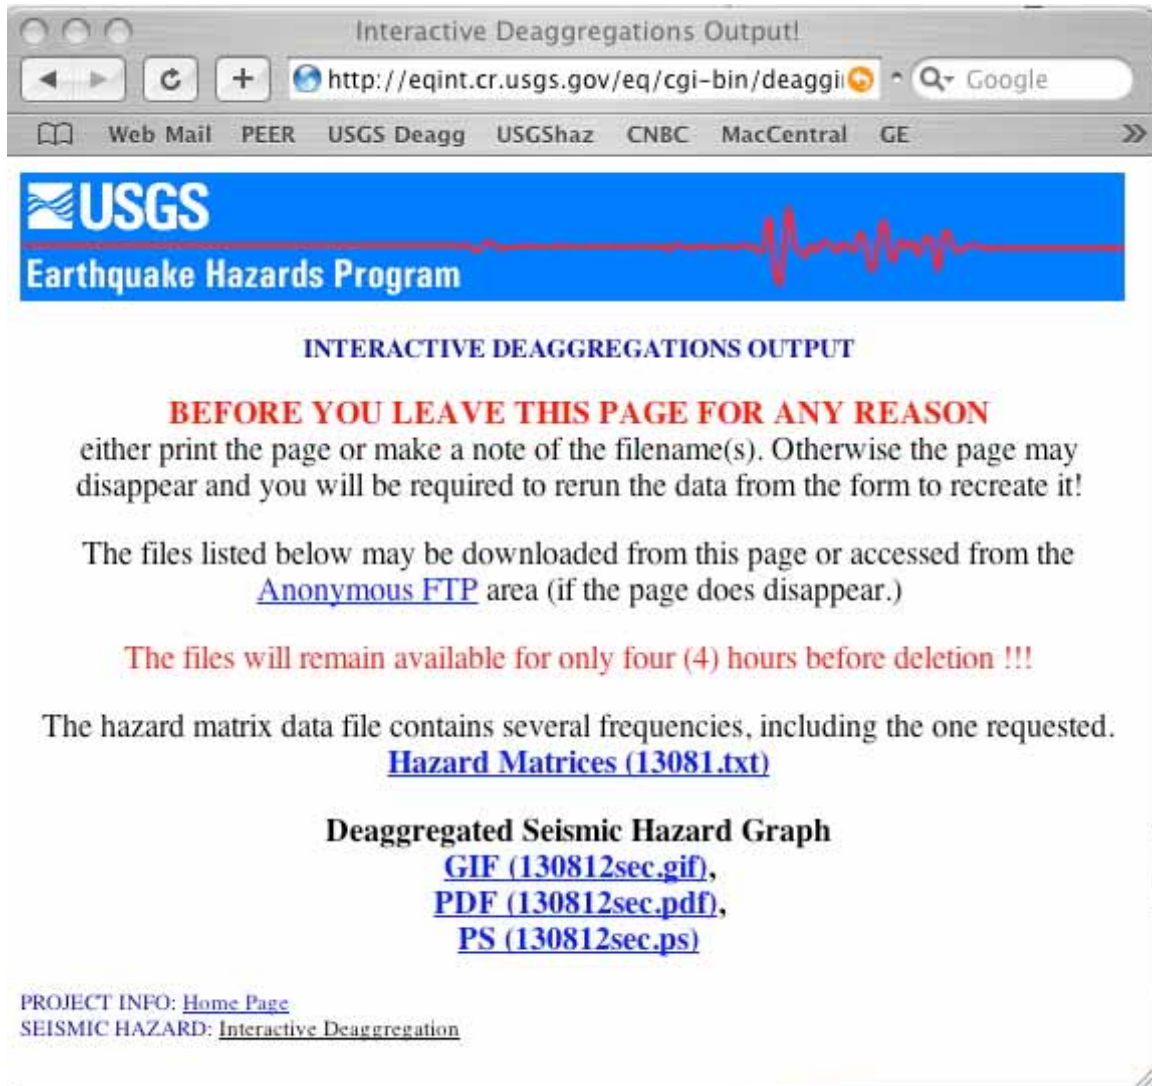 Interactive Deaggregations Output!
http://eqint.cr.usgs.gov/eq/cgi-bin/deaggi Google
Web Mail PEER USGS Deagg USGShaz CNBC MacCentral GE »
USGS
Earthquake Hazards Program
INTERACTIVE DEAGGREGATIONS OUTPUT
BEFORE YOU LEAVE THIS PAGE FOR ANY REASON
either print the page or make a note of the filename(s). Otherwise the page may
disappear and you will be required to rerun the data from the form to recreate it!
The files listed below may be downloaded from this page or accessed from the
Anonymous FTP area (if the page does disappear.)
The files will remain available for only four (4) hours before deletion !!!
The hazard matrix data file contains several frequencies, including the one requested.
Hazard Matrices (13081.txt)
Deaggregated Seismic Hazard Graph
GIF (130812sec.gif),
PDF (130812sec.pdf),
PS (130812sec.ps)
PROJECT INFO: Home Page
SEISMIC HAZARD: Interactive Deaggregation